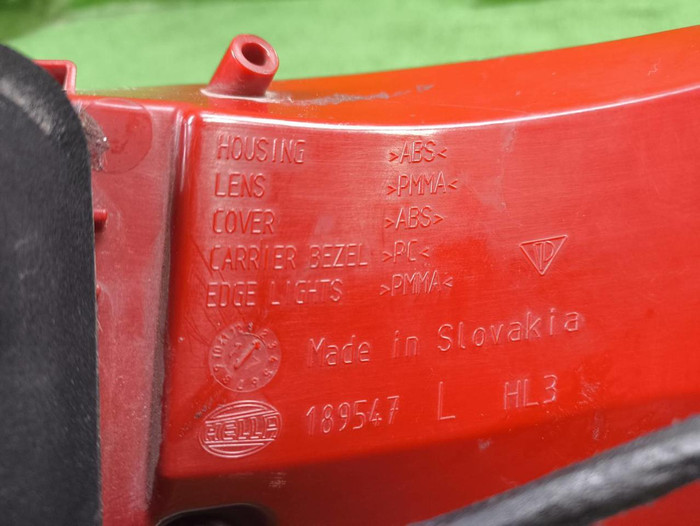 HOUSING >ABS<
LENS >PMMA<
COVER >ABS>
CARRIER BEZEL >PC<
EDGE LIGHTS >PMMA<
Made in Slovakia
HELLA 189547 L HL3